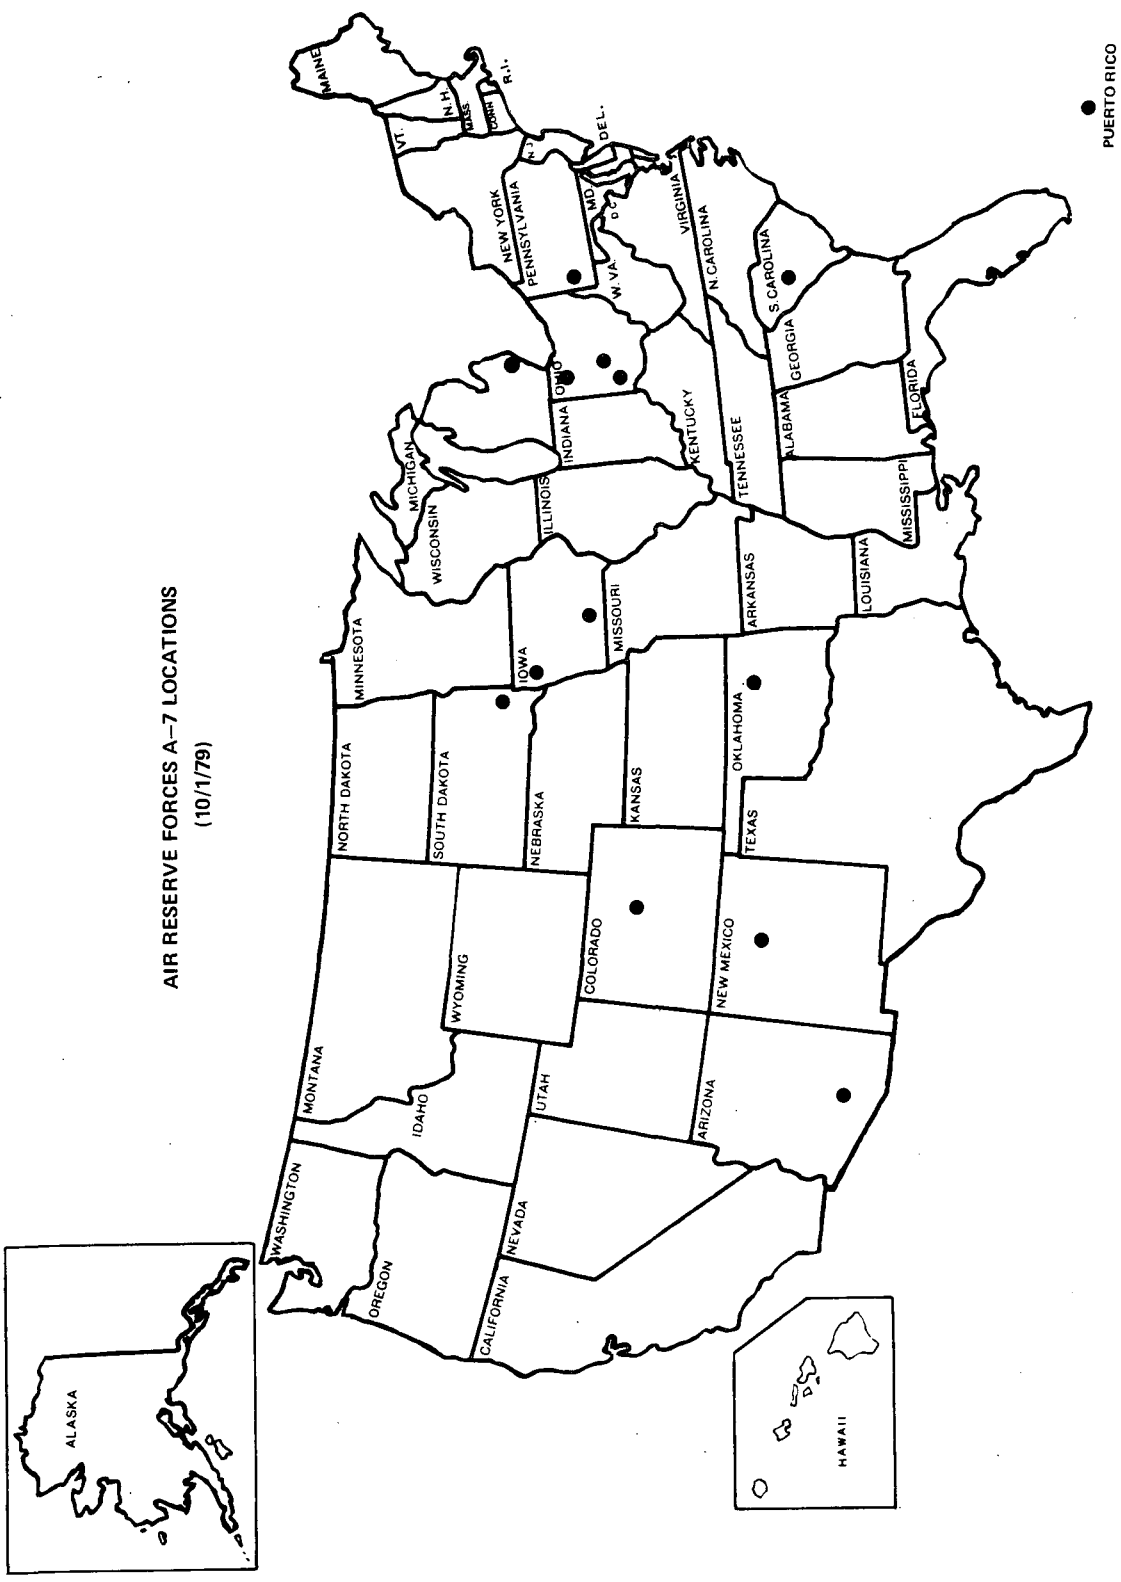 AIR RESERVE FORCES A-7 LOCATIONS
(10/1/79)
ALASKA
WASHINGTON
MONTANA
NORTH DAKOTA
MINNESOTA
MAINE
VT.
N.H.
MASS.
CONN
R.I.
OREGON
IDAHO
WYOMING
SOUTH DAKOTA
WISCONSIN
MICHIGAN
NEW YORK
PENNSYLVANIA
N.J.
CALIFORNIA
NEVADA
UTAH
COLORADO
NEBRASKA
IOWA
ILLINOIS
INDIANA
OHIO
W. VA.
MD.
D.C.
DEL.
KANSAS
MISSOURI
KENTUCKY
VIRGINIA
ARIZONA
NEW MEXICO
OKLAHOMA
TEXAS
ARKANSAS
TENNESSEE
N. CAROLINA
S. CAROLINA
LOUISIANA
MISSISSIPPI
ALABAMA
GEORGIA
FLORIDA
HAWAII
PUERTO RICO